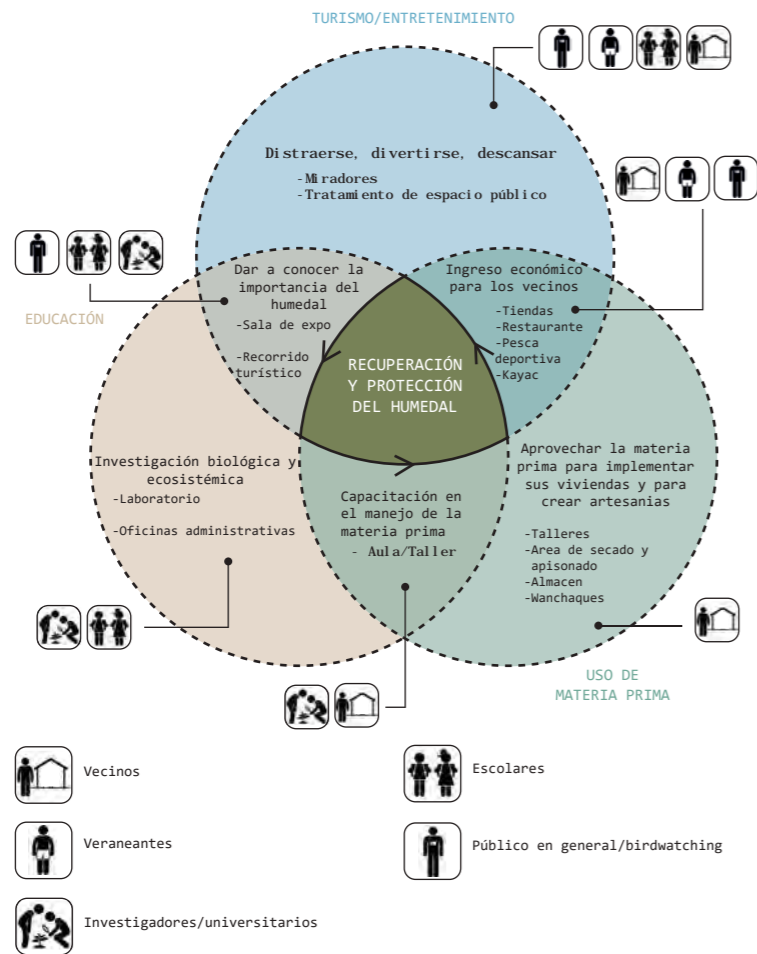 TURISMO/ENTRETENIMIENTO
Distraerse, divertirse, descansar
-Miradores
-Tratamiento de espacio público
Dar a conocer la
importancia del
humedal
-Sala de expo
-Recorrido
turístico
Ingreso económico
para los vecinos
-Tiendas
-Restaurante
-Pesca
deportiva
-Kayac
EDUCACIÓN
RECUPERACIÓN
Y PROTECCIÓN
DEL HUMEDAL
Investigación biológica y
ecosistémica
-Laboratorio
-Oficinas administrativas
Capacitación en
el manejo de la
materia prima
- Aula/Taller
Aprovechar la materia
prima para implementar
sus viviendas y para
crear artesanias
-Talleres
-Area de secado y
apisonado
-Almacen
-Wanchaques
USO DE
MATERIA PRIMA
Vecinos
Escolares
Veraneantes
Público en general/birdwatching
Investigadores/universitarios